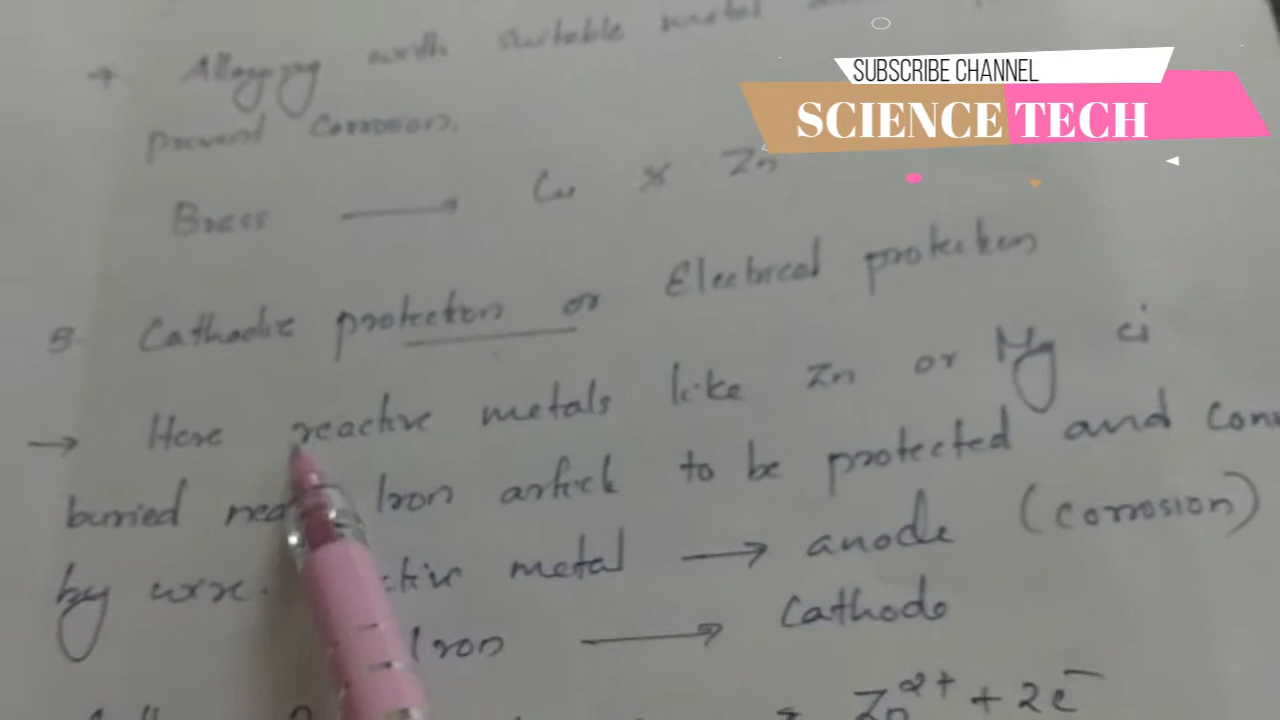 SUBSCRIBE CHANNEL
SCIENCE TECH
4 Alloying with suitable metal
prevent corrosion.
Brass → Cu & Zn
5 Cathodic protection or Electrical protection
→ Here reactive metals like Zn or Mg is
buried near Iron article to be protected and
by wire. metal → anode (corrosion)
Iron → Cathode
Zn²⁺ + 2e⁻